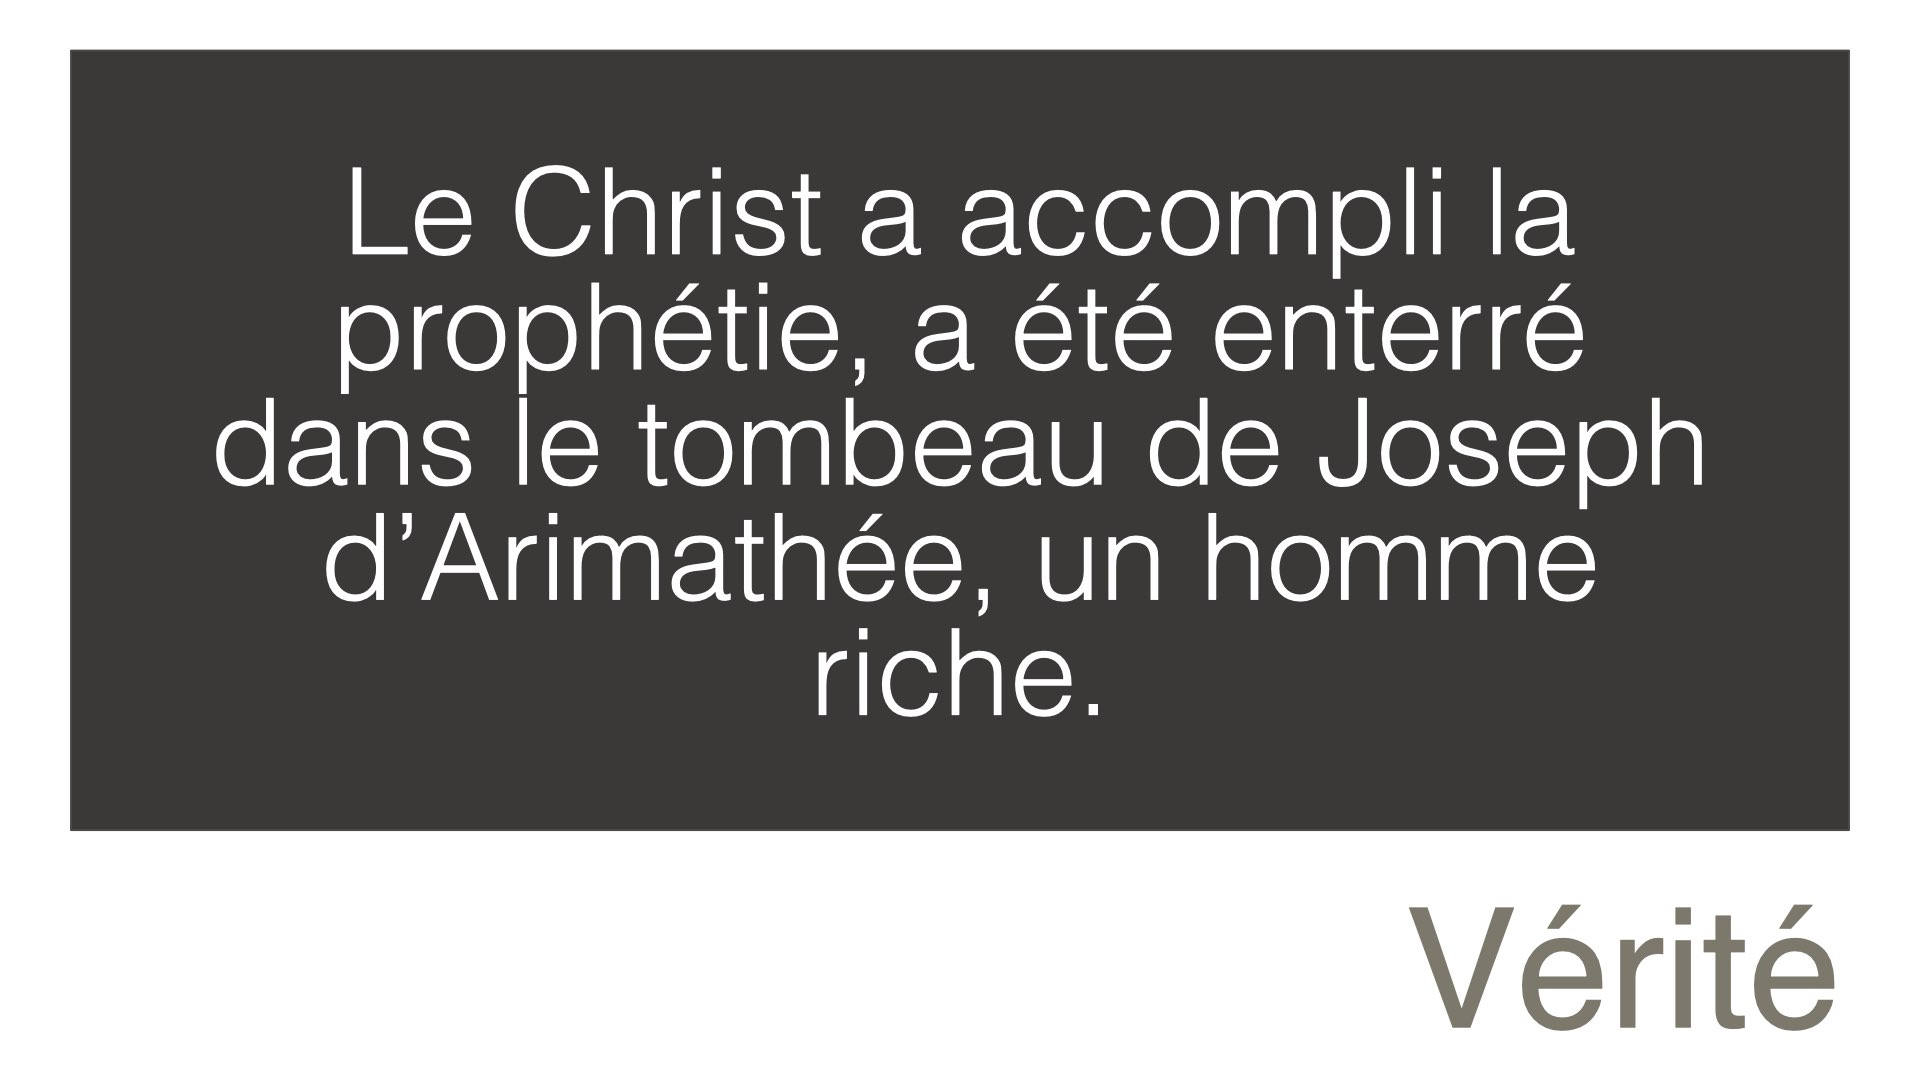 Le Christ a accompli la
prophétie, a été enterré
dans le tombeau de Joseph
d’Arimathée, un homme
riche.
Vérité